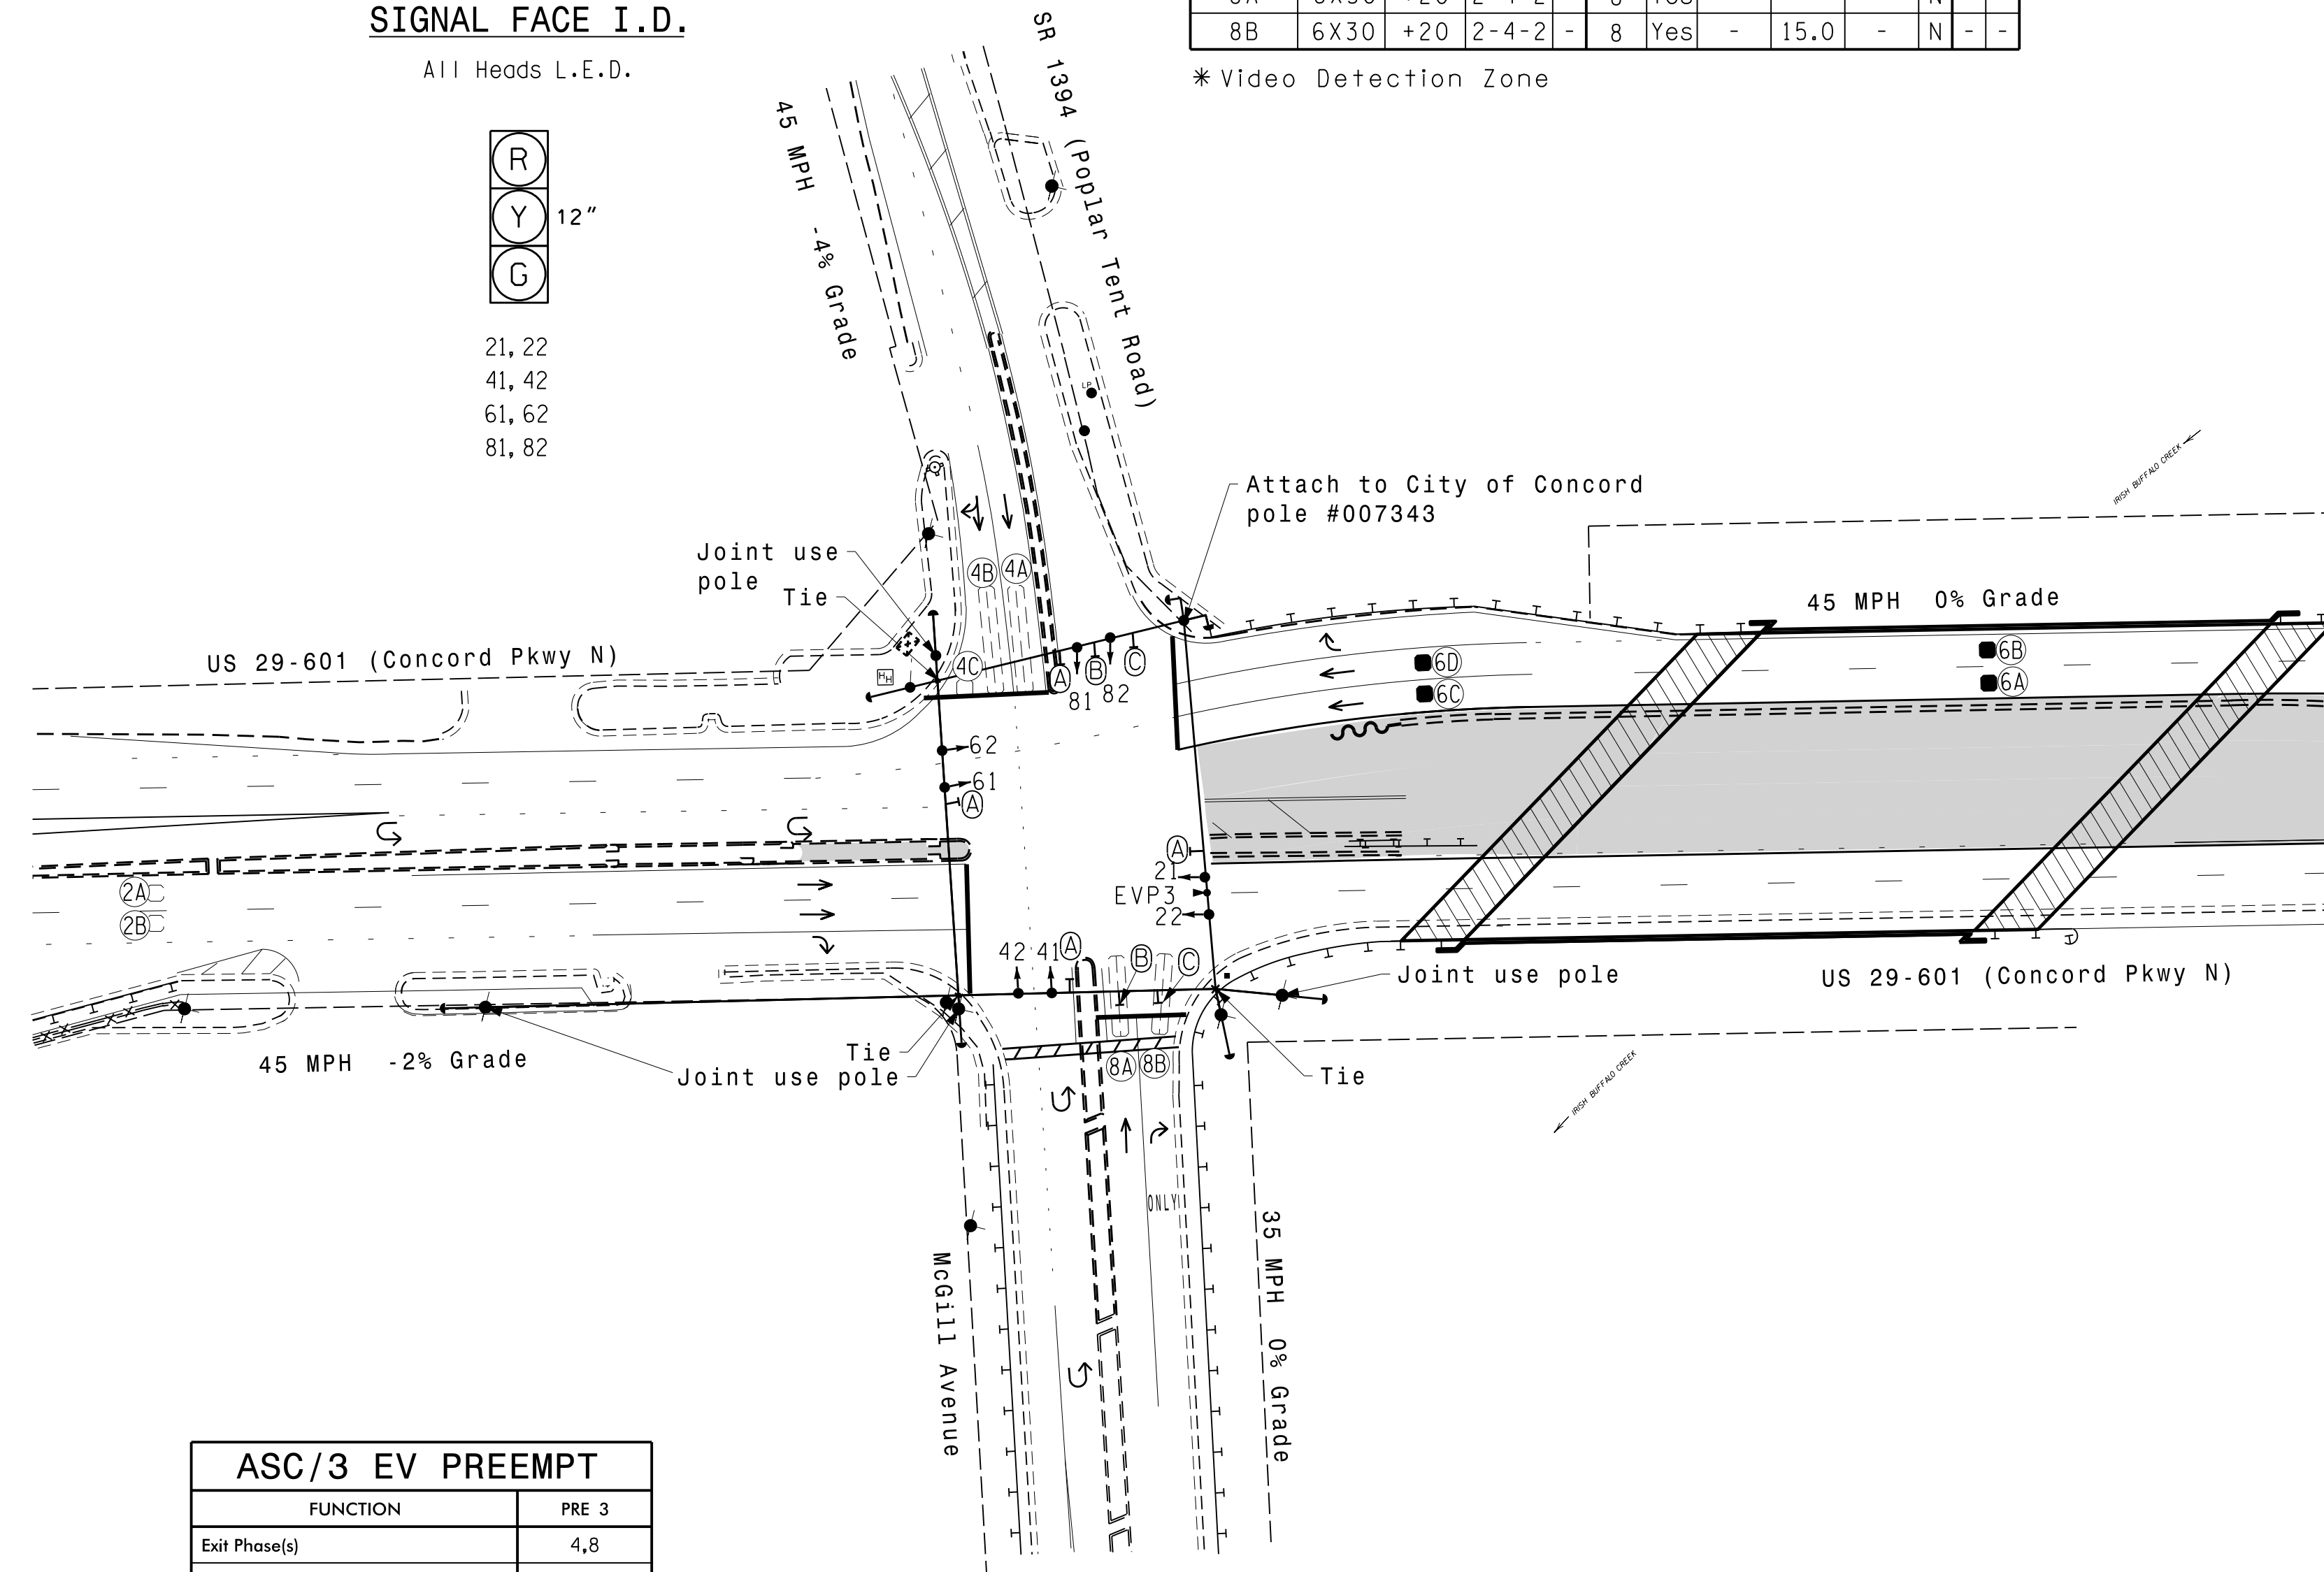 SIGNAL FACE I.D.
All Heads L.E.D.
R
Y
G
12"
21, 22
41, 42
61, 62
81, 82
8B 6X30 +20 2-4-2 - 8 Yes - 15.0 - N - -
* Video Detection Zone
45 MPH -4% Grade
SR 1394 (Poplar Tent Road)
LP
IRISH BUFFALO CREEK
Attach to City of Concord
pole #007343
Joint use
pole
Tie
4B
4A
45 MPH 0% Grade
US 29-601 (Concord Pkwy N)
HH
4C
A
B
C
81
82
6D
6C
6B
6A
62
61
A
2A
2B
A
21
EVP3
22
42
41
A
B
C
Joint use pole
US 29-601 (Concord Pkwy N)
45 MPH -2% Grade
Tie
Joint use pole
8A
8B
Tie
IRISH BUFFALO CREEK
ONLY
McGill Avenue
35 MPH 0% Grade
ASC/3 EV PREEMPT
FUNCTION PRE 3
Exit Phase(s) 4,8